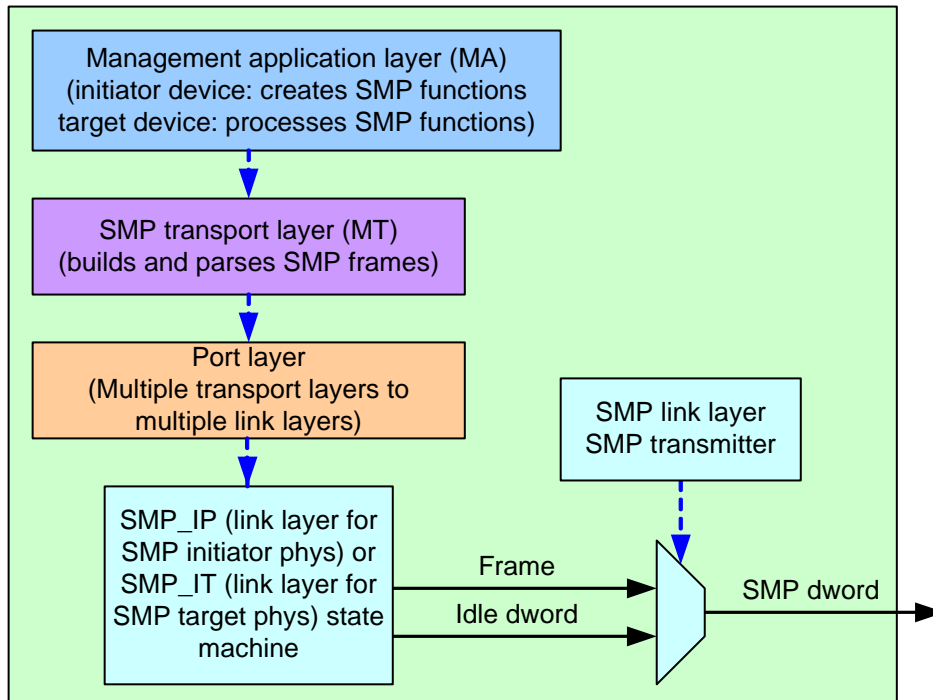 Management application layer (MA)
(initiator device: creates SMP functions
target device: processes SMP functions)
SMP transport layer (MT)
(builds and parses SMP frames)
Port layer
(Multiple transport layers to
multiple link layers)
SMP link layer
SMP transmitter
SMP_IP (link layer for
SMP initiator phys) or
SMP_IT (link layer for
SMP target phys) state
machine
Frame
Idle dword
SMP dword